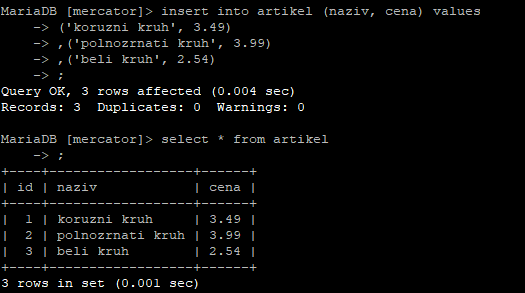 MariaDB [mercator]> insert into artikel (naziv, cena) values
    -> ('koruzni kruh', 3.49)
    -> ,('polnozrnati kruh', 3.99)
    -> ,('beli kruh', 2.54)
    -> ;
Query OK, 3 rows affected (0.004 sec)
Records: 3  Duplicates: 0  Warnings: 0

MariaDB [mercator]> select * from artikel
    -> ;
+----+------------------+------+
| id | naziv            | cena |
+----+------------------+------+
|  1 | koruzni kruh     | 3.49 |
|  2 | polnozrnati kruh | 3.99 |
|  3 | beli kruh        | 2.54 |
+----+------------------+------+
3 rows in set (0.001 sec)